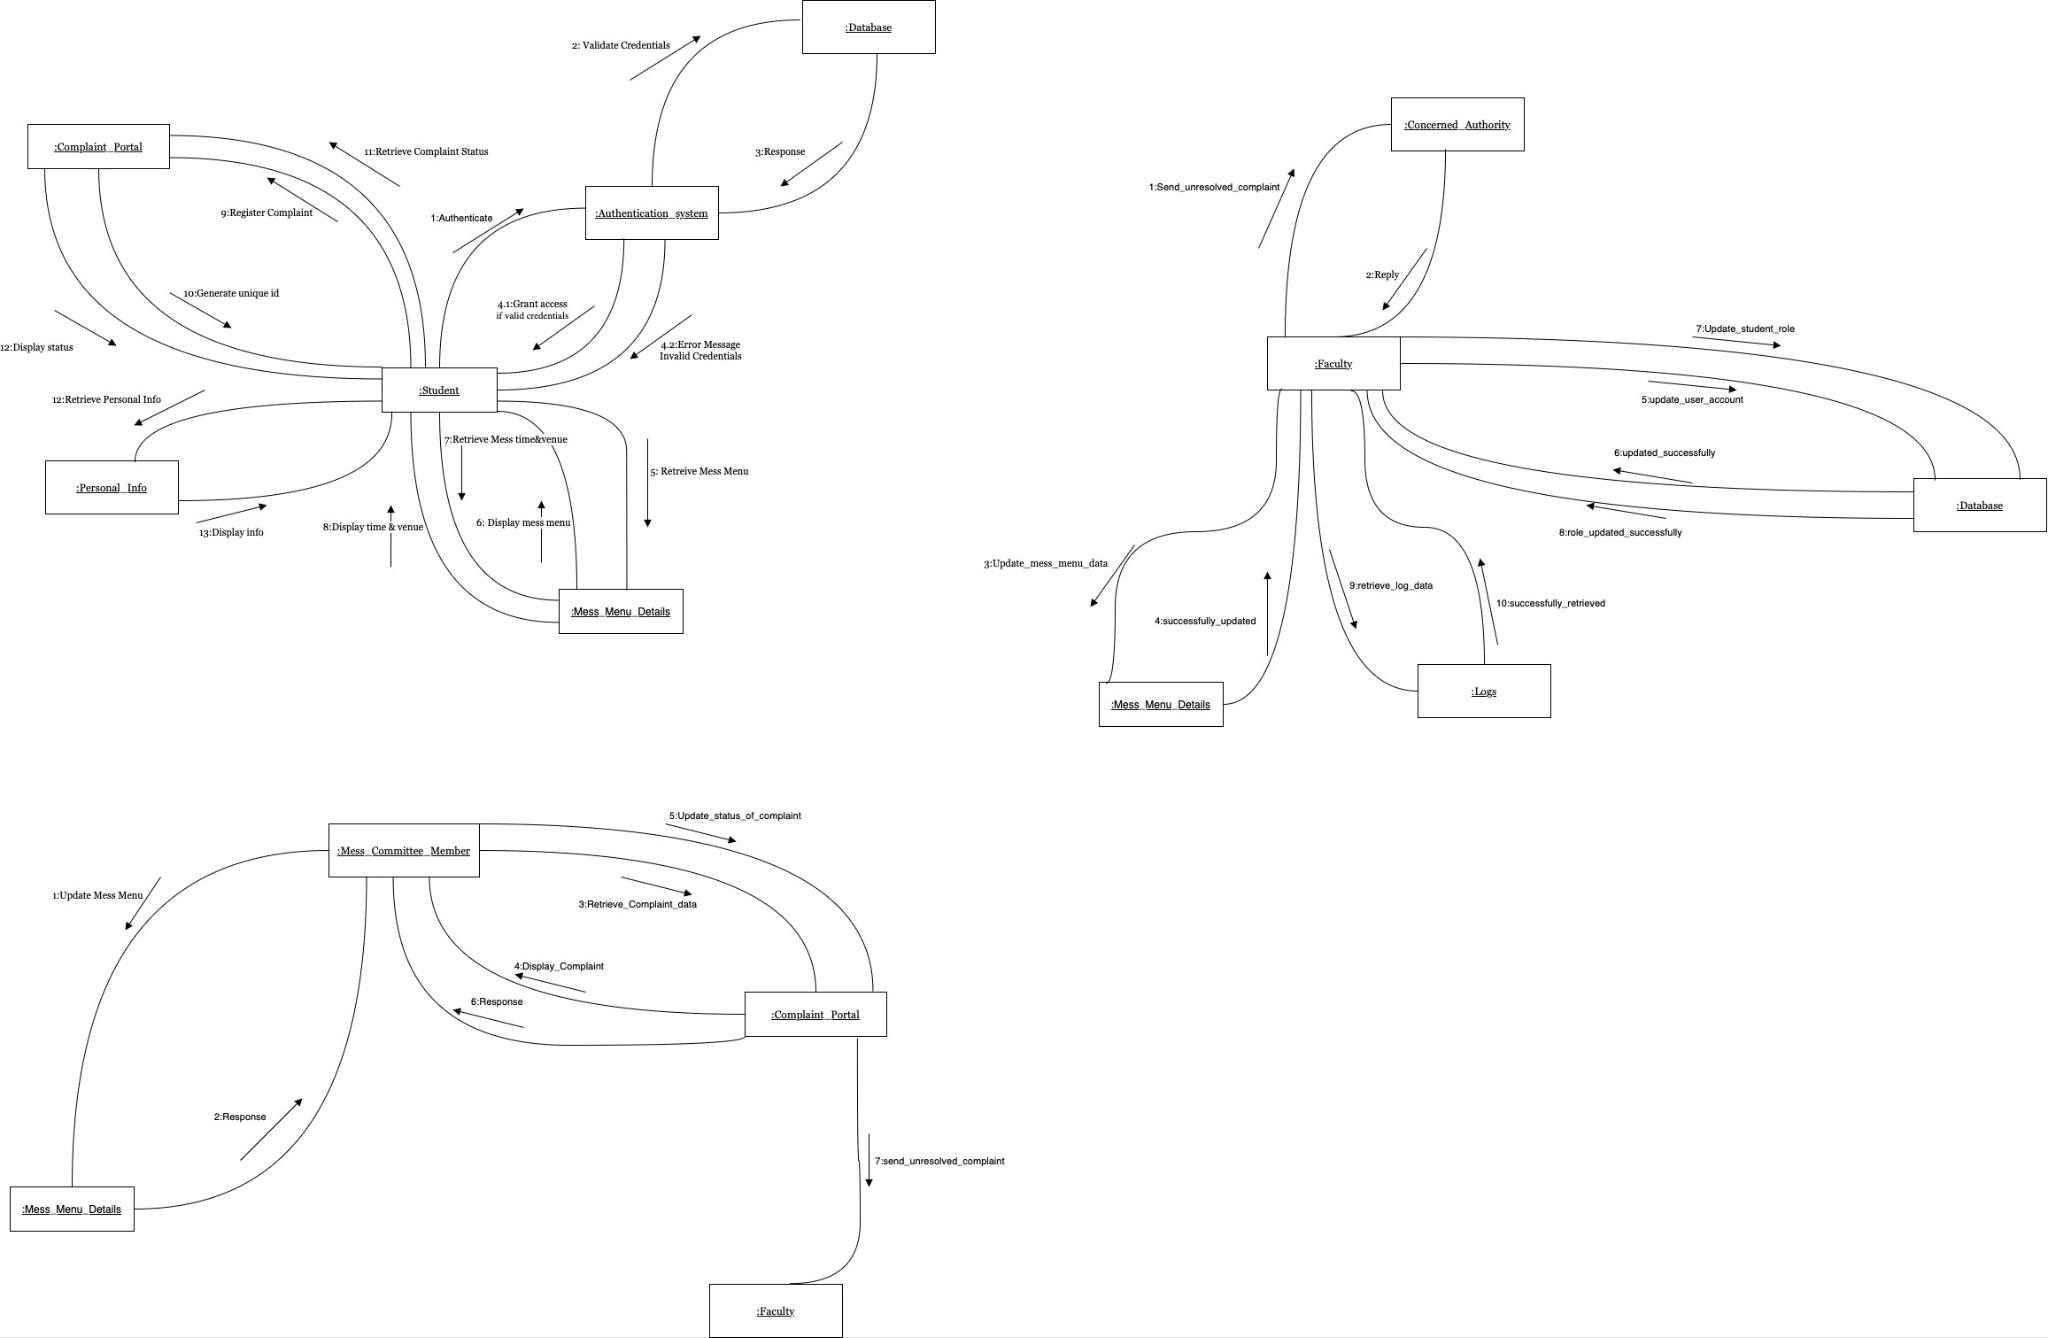 :Database
2: Validate Credentials
:Complaint_Portal
11:Retrieve Complaint Status
3:Response
9:Register Complaint
1:Authenticate
:Authentication_system
10:Generate unique id
4.1:Grant access
if valid credentials
12:Display status
4.2:Error Message
Invalid Credentials
:Student
12:Retrieve Personal Info
7:Retrieve Mess time&venue
5: Retreive Mess Menu
:Personal_Info
13:Display info
8:Display time & venue
6: Display mess menu
:Mess_Menu_Details
:Concerned_Authority
1:Send_unresolved_complaint
2:Reply
:Faculty
7:Update_student_role
5:update_user_account
6:updated_successfully
:Database
8:role_updated_successfully
3:Update_mess_menu_data
9:retrieve_log_data
10:successfully_retrieved
4:successfully_updated
:Mess_Menu_Details
:Logs
5:Update_status_of_complaint
:Mess_Committee_Member
1:Update Mess Menu
3:Retrieve_Complaint_data
4:Display_Complaint
6:Response
:Complaint_Portal
2:Response
7:send_unresolved_complaint
:Mess_Menu_Details
:Faculty